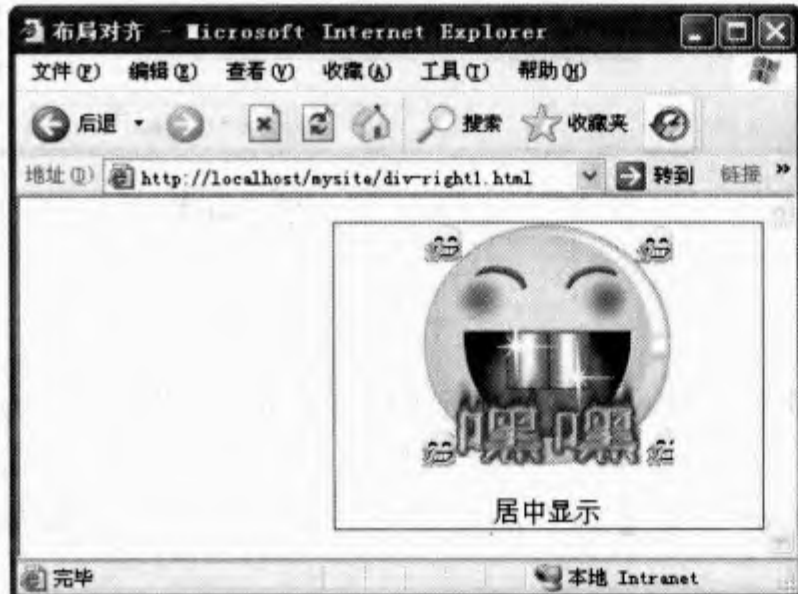 布局对齐 - Microsoft Internet Explorer
文件(F) 编辑(E) 查看(V) 收藏(A) 工具(T) 帮助(H)
后退 搜索 收藏夹
地址(D) http://localhost/mysite/div-right1.html 转到 链接 »
嘿嘿
居中显示
完毕 本地 Intranet